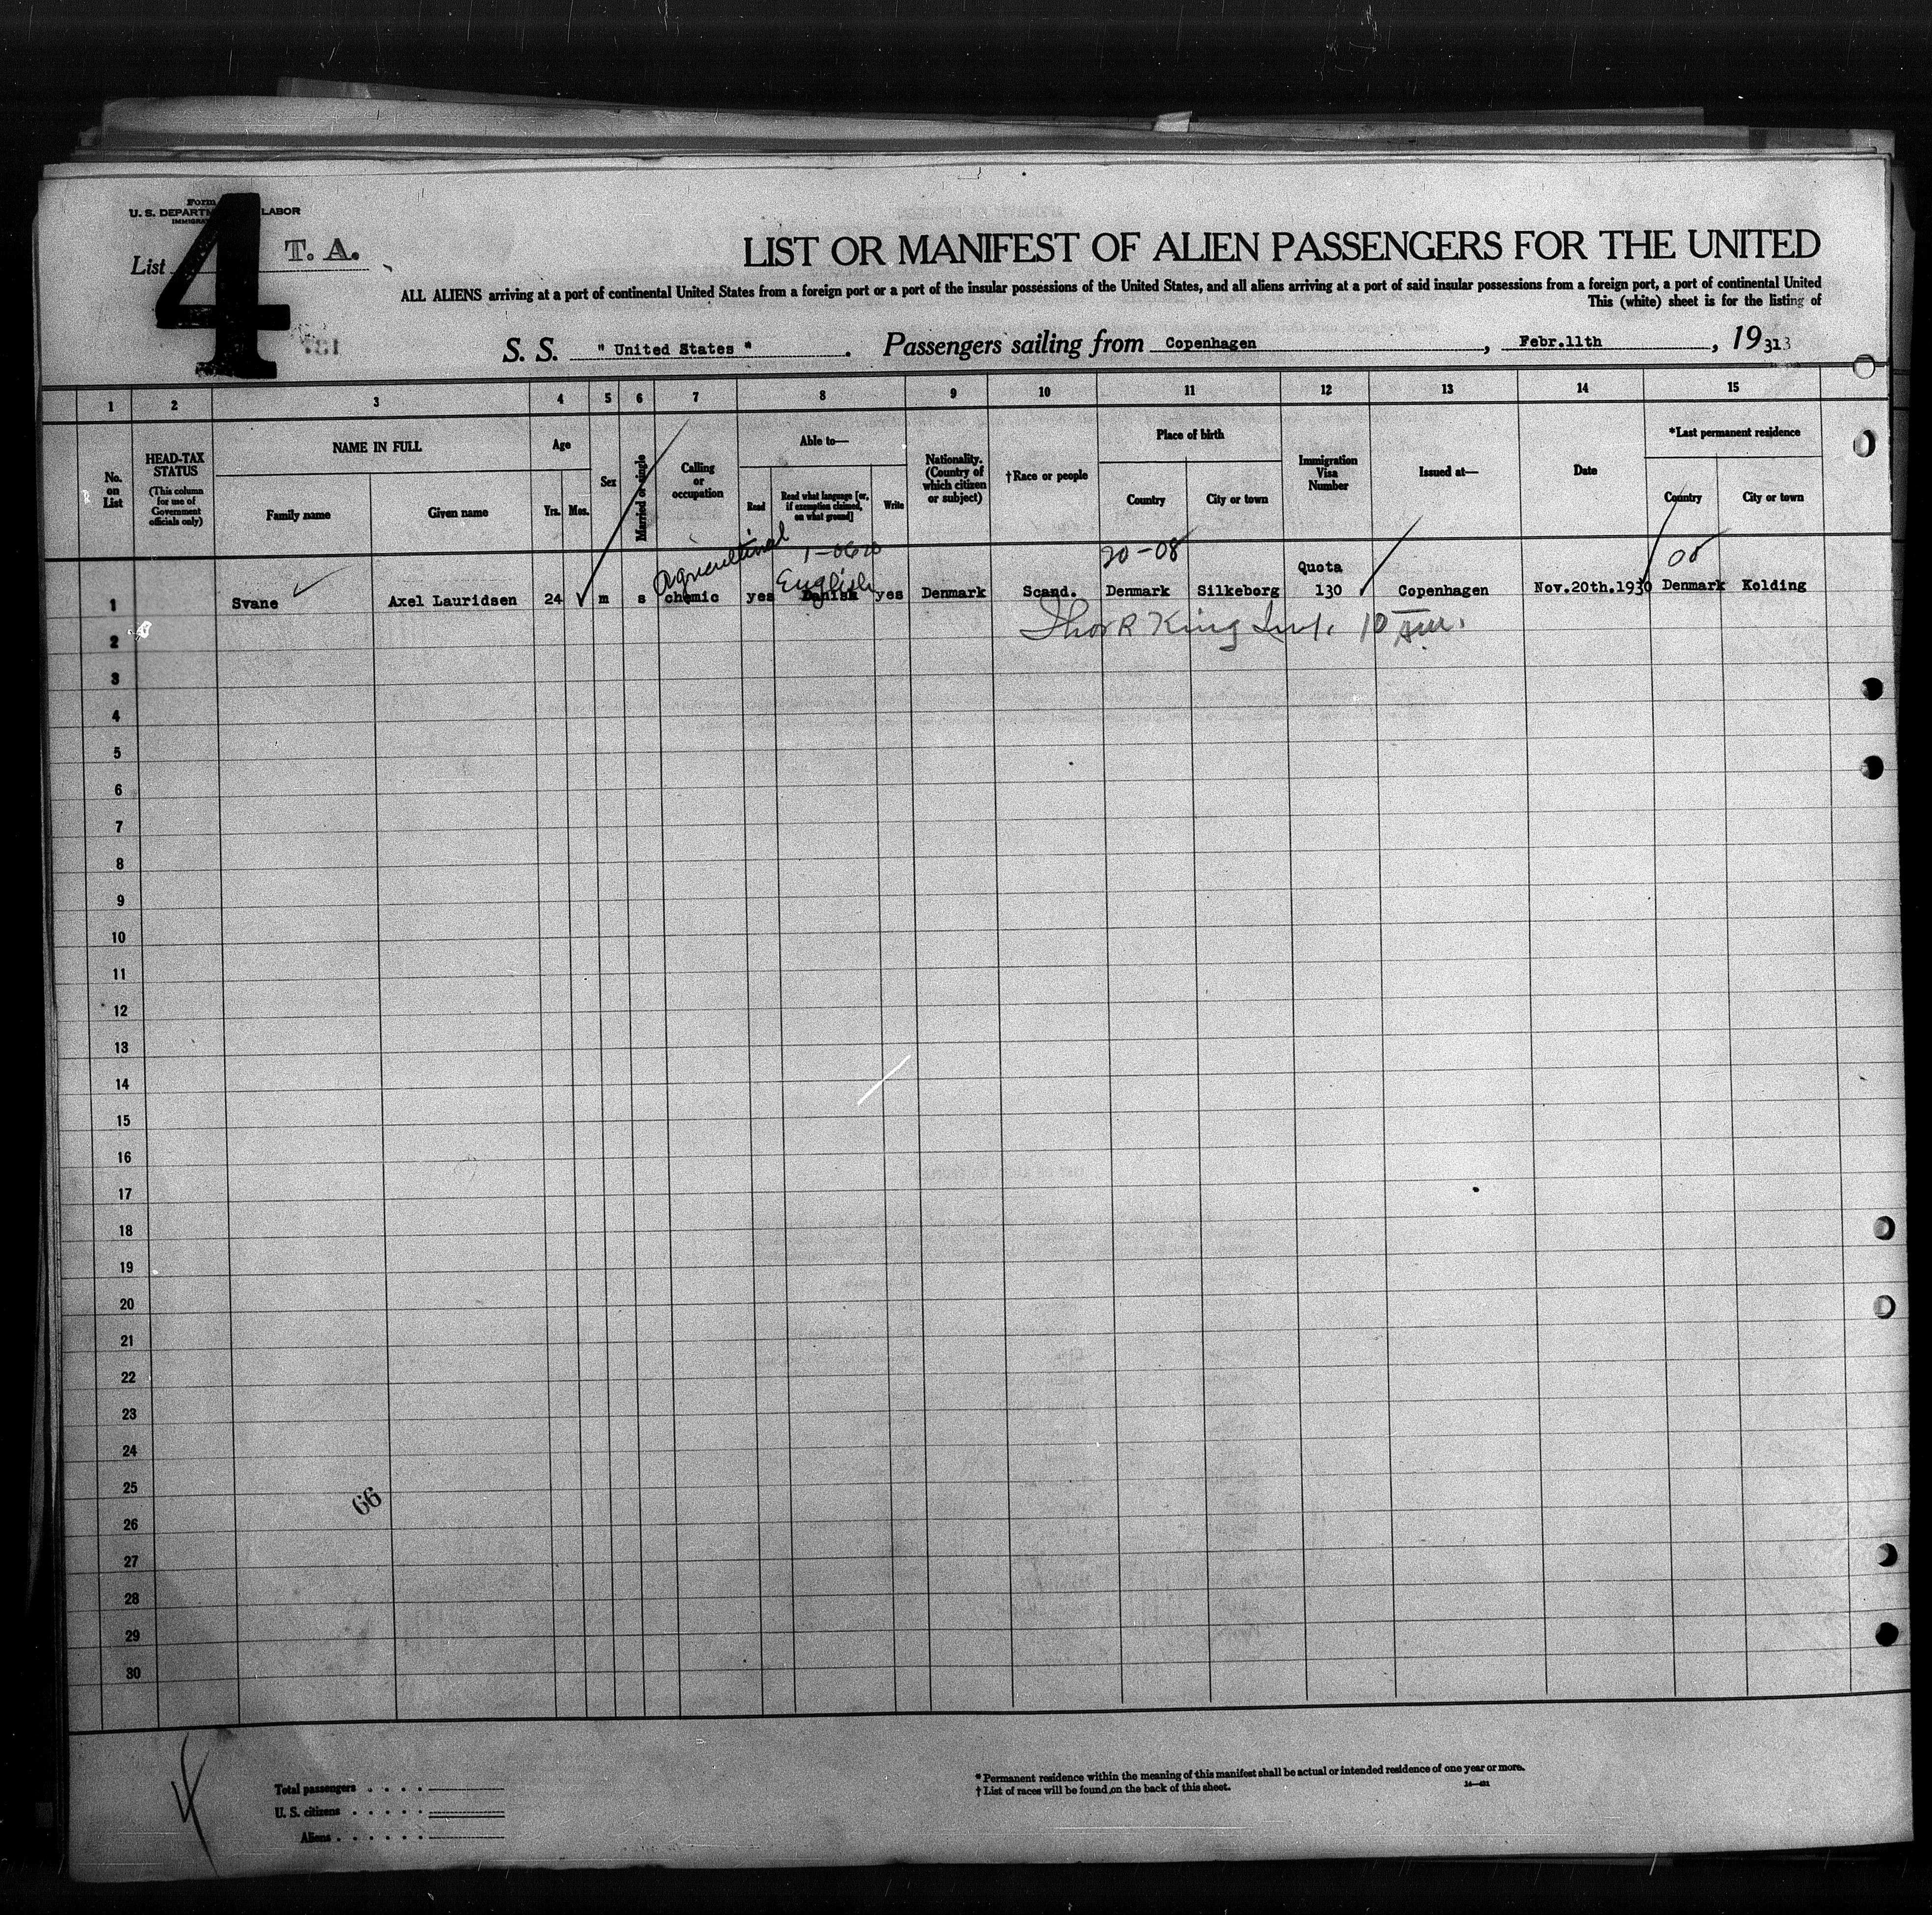 Form
U. S. DEPARTM LABOR
IMMIGRAT
4
List T. A.
LIST OR MANIFEST OF ALIEN PASSENGERS FOR THE UNITED
ALL ALIENS arriving at a port of continental United States from a foreign port or a port of the insular possessions of the United States, and all aliens arriving at a port of said insular possessions from a foreign port, a port of continental United
This (white) sheet is for the listing of
S. S. " United States " . Passengers sailing from Copenhagen , Febr.11th , 19 31
1 2 3 4 5 6 7 8 9 10 11 12 13 14 15
No. on List
HEAD-TAX STATUS
(This column for use of Government officials only)
NAME IN FULL
Family name Given name
Age
Yrs. Mos.
Sex
Married or single
Calling or occupation
Able to—
Read
Read what language [or, if exemption claimed, on what ground]
Write
Nationality. (Country of which citizen or subject)
†Race or people
Place of birth
Country City or town
Immigration Visa Number
Issued at—
Date
*Last permanent residence
Country City or town
agricultural 20-08
English Quota
1 Svane Axel Lauridsen 24 m s chemic yes Danish yes Denmark Scand. Denmark Silkeborg 130 Copenhagen Nov.20th.1930 Denmark Kolding
2 King 10
3
4
5
6
7
8
9
10
11
12
13
14
15
16
17
18
19
20
21
22
23
24
25
66
26
27
28
29
30
Total passengers . . . .
U. S. citizens . . . . .
Aliens . . . . . .
* Permanent residence within the meaning of this manifest shall be actual or intended residence of one year or more.
† List of races will be found on the back of this sheet.